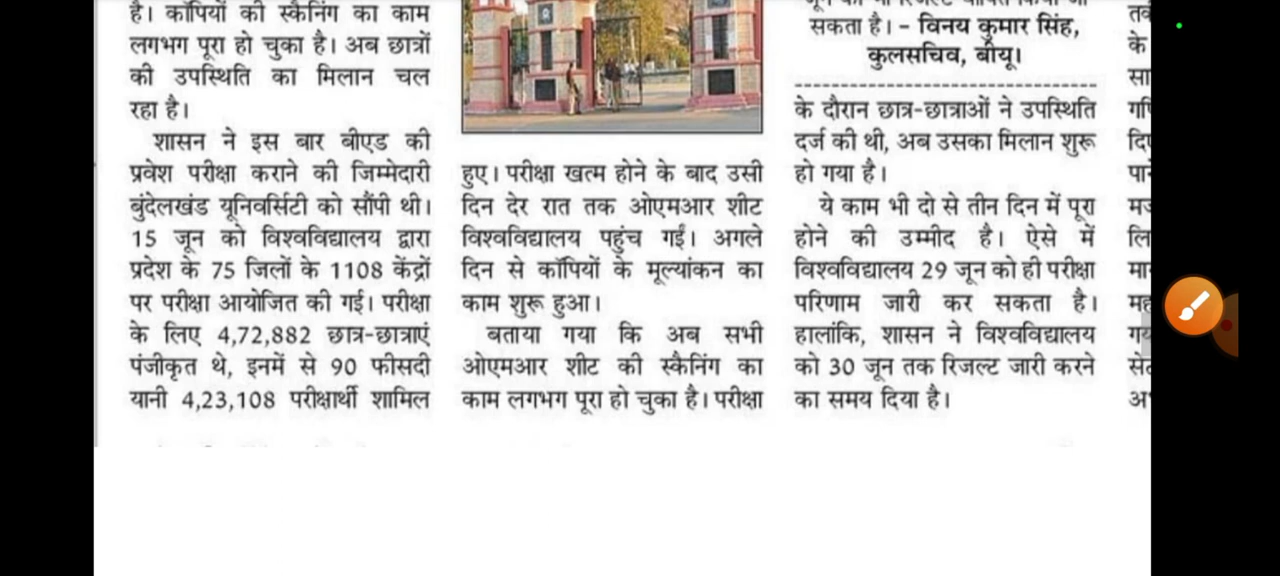 है। कॉपियों की स्कैनिंग का काम
लगभग पूरा हो चुका है। अब छात्रों
की उपस्थिति का मिलान चल
रहा है।
शासन ने इस बार बीएड की
प्रवेश परीक्षा कराने की जिम्मेदारी
बुंदेलखंड यूनिवर्सिटी को सौंपी थी।
15 जून को विश्वविद्यालय द्वारा
प्रदेश के 75 जिलों के 1108 केंद्रों
पर परीक्षा आयोजित की गई। परीक्षा
के लिए 4,72,882 छात्र-छात्राएं
पंजीकृत थे, इनमें से 90 फीसदी
यानी 4,23,108 परीक्षार्थी शामिल
हुए। परीक्षा खत्म होने के बाद उसी
दिन देर रात तक ओएमआर शीट
विश्वविद्यालय पहुंच गईं। अगले
दिन से कॉपियों के मूल्यांकन का
काम शुरू हुआ।
बताया गया कि अब सभी
ओएमआर शीट की स्कैनिंग का
काम लगभग पूरा हो चुका है। परीक्षा
सकता है। - विनय कुमार सिंह,
कुलसचिव, बीयू।
के दौरान छात्र-छात्राओं ने उपस्थिति
दर्ज की थी, अब उसका मिलान शुरू
हो गया है।
ये काम भी दो से तीन दिन में पूरा
होने की उम्मीद है। ऐसे में
विश्वविद्यालय 29 जून को ही परीक्षा
परिणाम जारी कर सकता है।
हालांकि, शासन ने विश्वविद्यालय
को 30 जून तक रिजल्ट जारी करने
का समय दिया है।
के